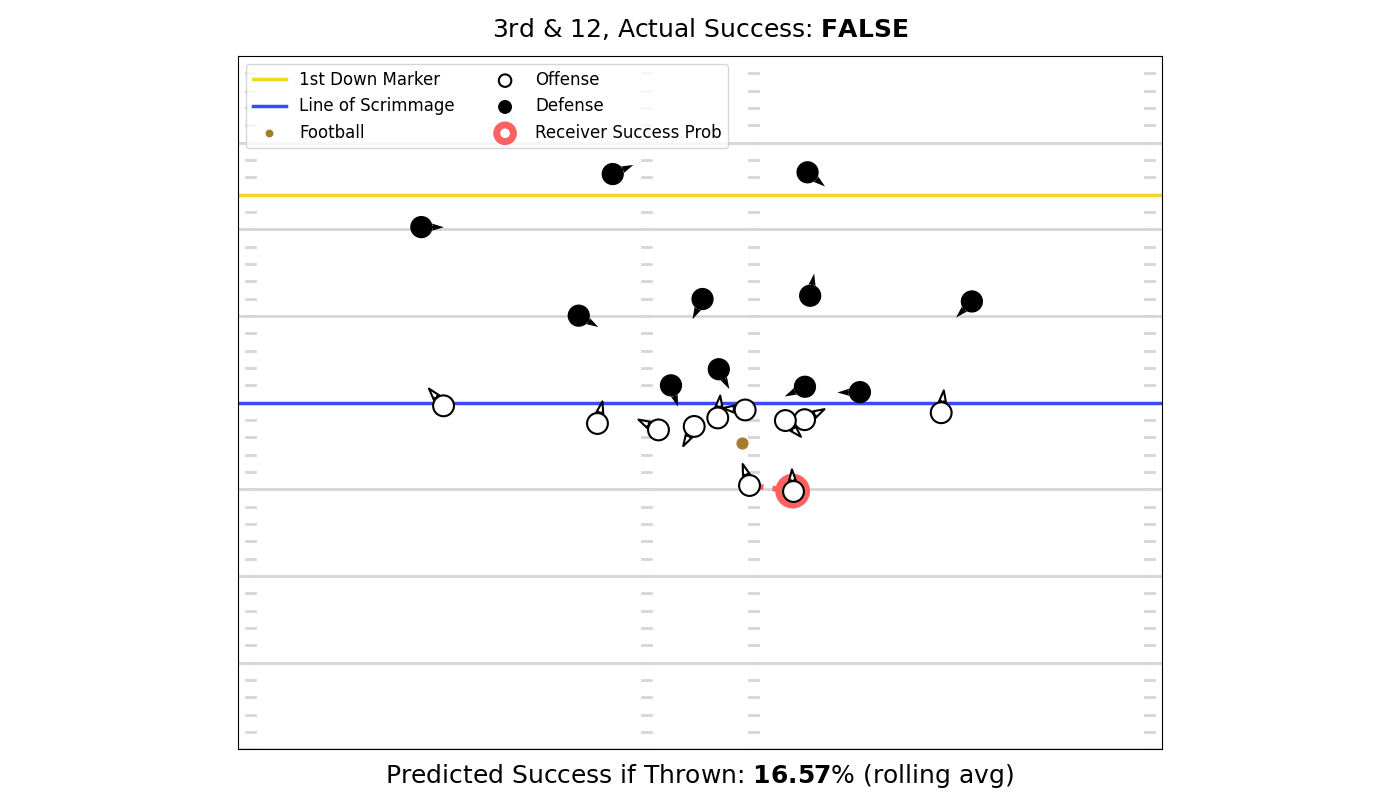 3rd & 12, Actual Success: FALSE
1st Down Marker
Line of Scrimmage
Football
Offense
Defense
Receiver Success Prob
Predicted Success if Thrown: 16.57% (rolling avg)